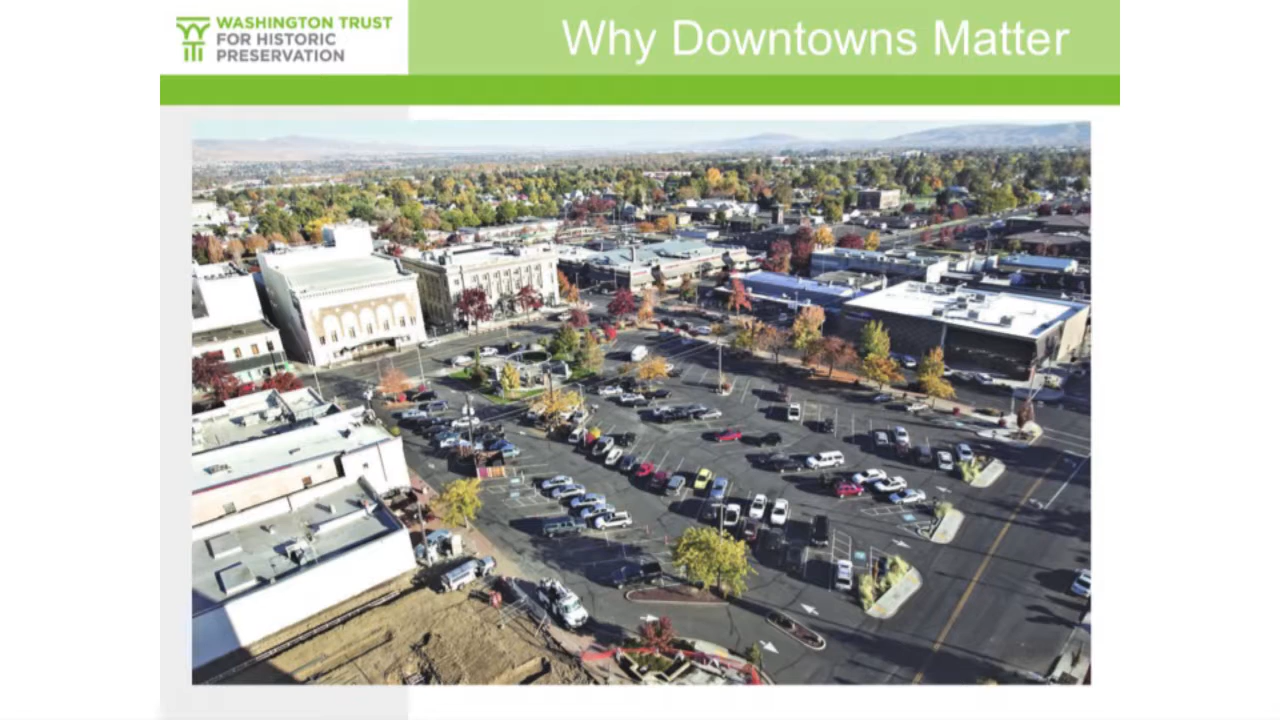 WASHINGTON TRUST
FOR HISTORIC
PRESERVATION
Why Downtowns Matter